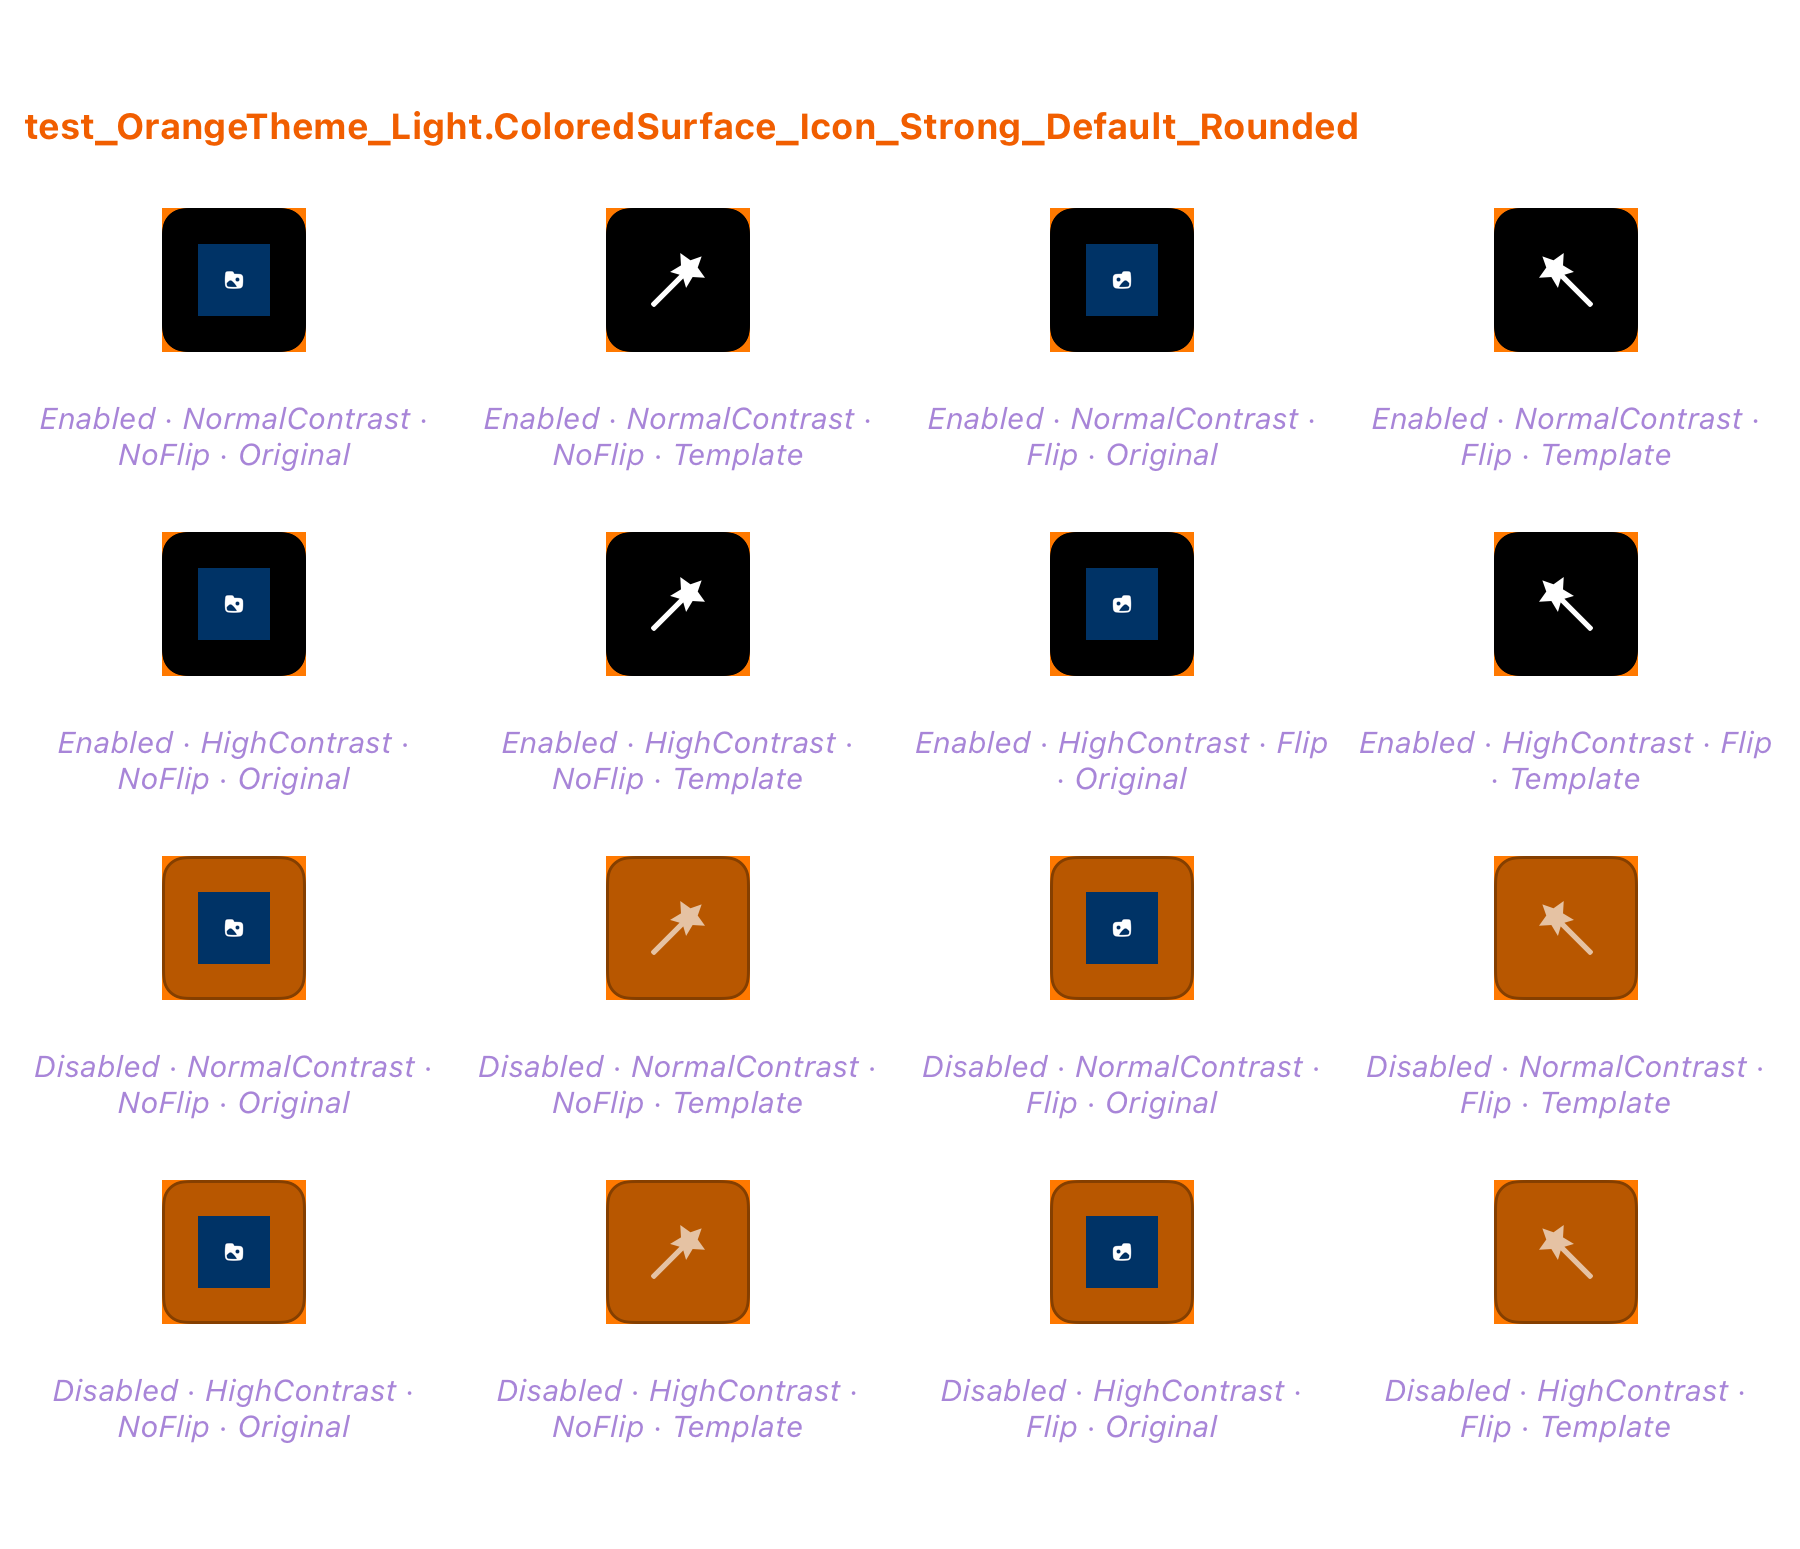 test_OrangeTheme_Light.ColoredSurface_Icon_Strong_Default_Rounded
Enabled · NormalContrast ·
NoFlip · Original
Enabled · NormalContrast ·
NoFlip · Template
Enabled · NormalContrast ·
Flip · Original
Enabled · NormalContrast ·
Flip · Template
Enabled · HighContrast ·
NoFlip · Original
Enabled · HighContrast ·
NoFlip · Template
Enabled · HighContrast · Flip
· Original
Enabled · HighContrast · Flip
· Template
Disabled · NormalContrast ·
NoFlip · Original
Disabled · NormalContrast ·
NoFlip · Template
Disabled · NormalContrast ·
Flip · Original
Disabled · NormalContrast ·
Flip · Template
Disabled · HighContrast ·
NoFlip · Original
Disabled · HighContrast ·
NoFlip · Template
Disabled · HighContrast ·
Flip · Original
Disabled · HighContrast ·
Flip · Template